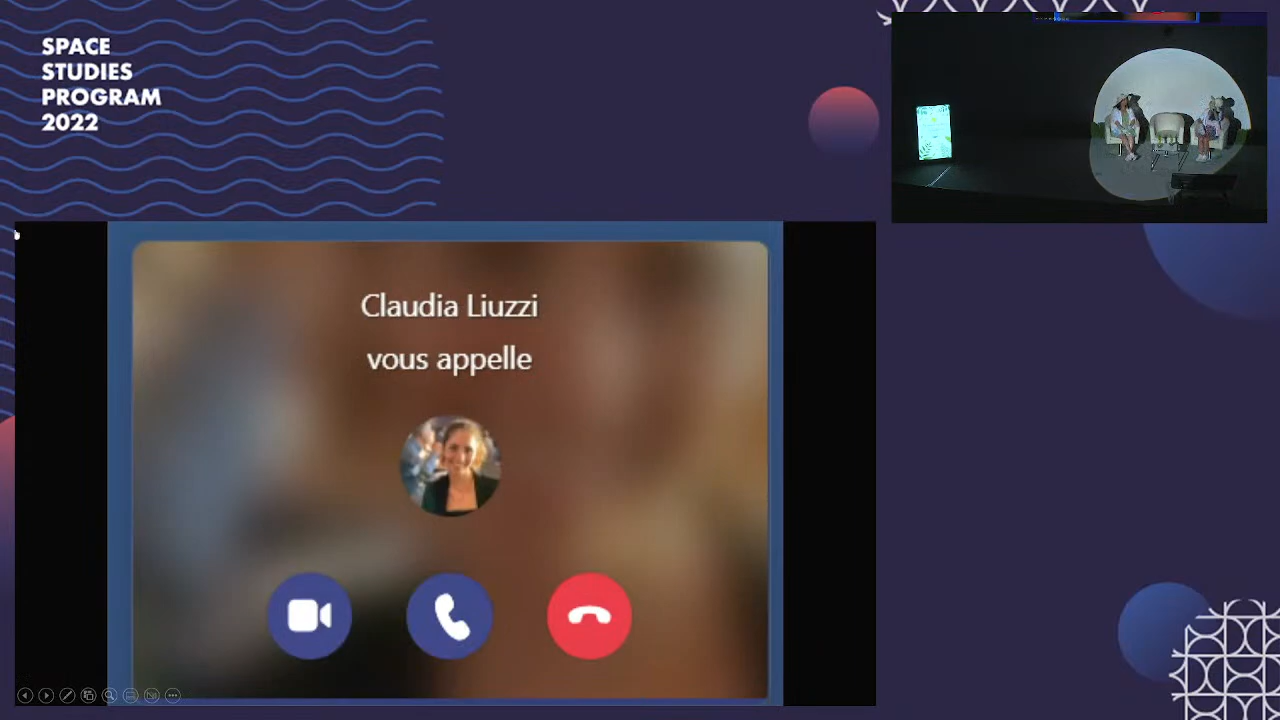 SPACE
STUDIES
PROGRAM
2022
Claudia Liuzzi
vous appelle